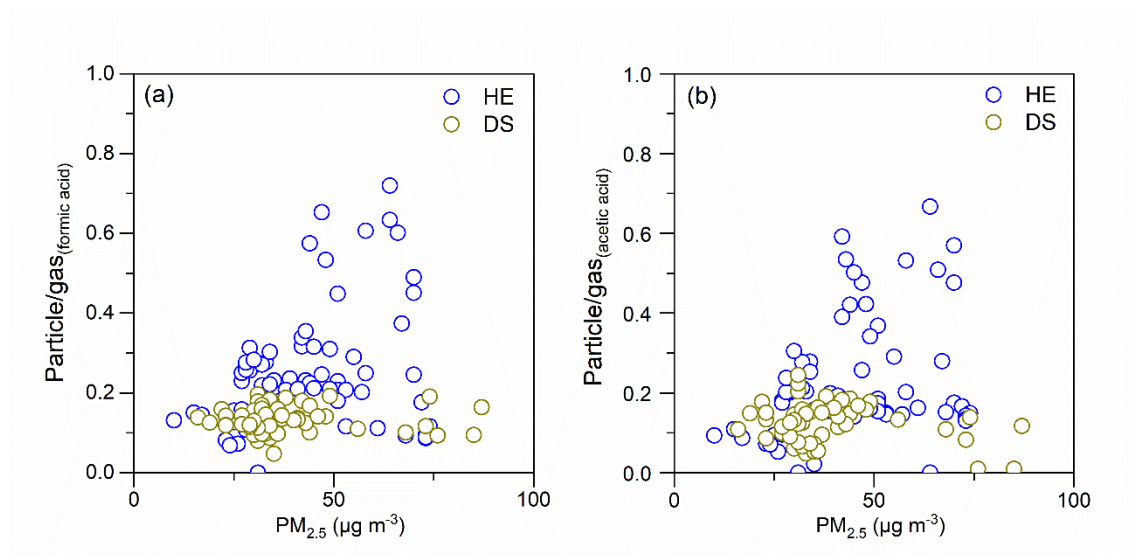 (a)
HE
DS
1.0
0.8
0.6
0.4
0.2
0.0
Particle/gas(formic acid)
0
50
100
PM2.5 (µg m-3)
(b)
HE
DS
1.0
0.8
0.6
0.4
0.2
0.0
Particle/gas(acetic acid)
0
50
100
PM2.5 (µg m-3)